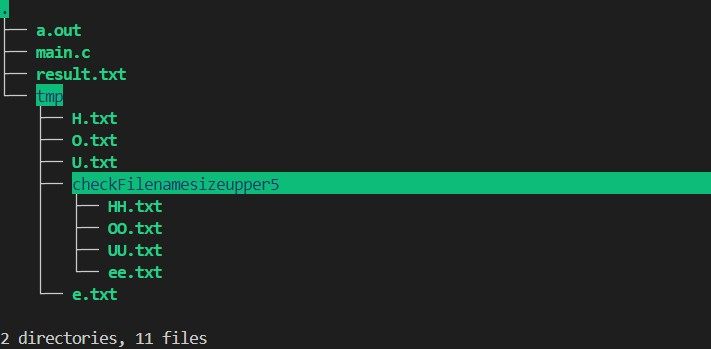 .
├── a.out
├── main.c
├── result.txt
└── tmp
    ├── H.txt
    ├── O.txt
    ├── U.txt
    ├── checkFilenamesizeupper5
    │   ├── HH.txt
    │   ├── OO.txt
    │   ├── UU.txt
    │   └── ee.txt
    └── e.txt
2 directories, 11 files